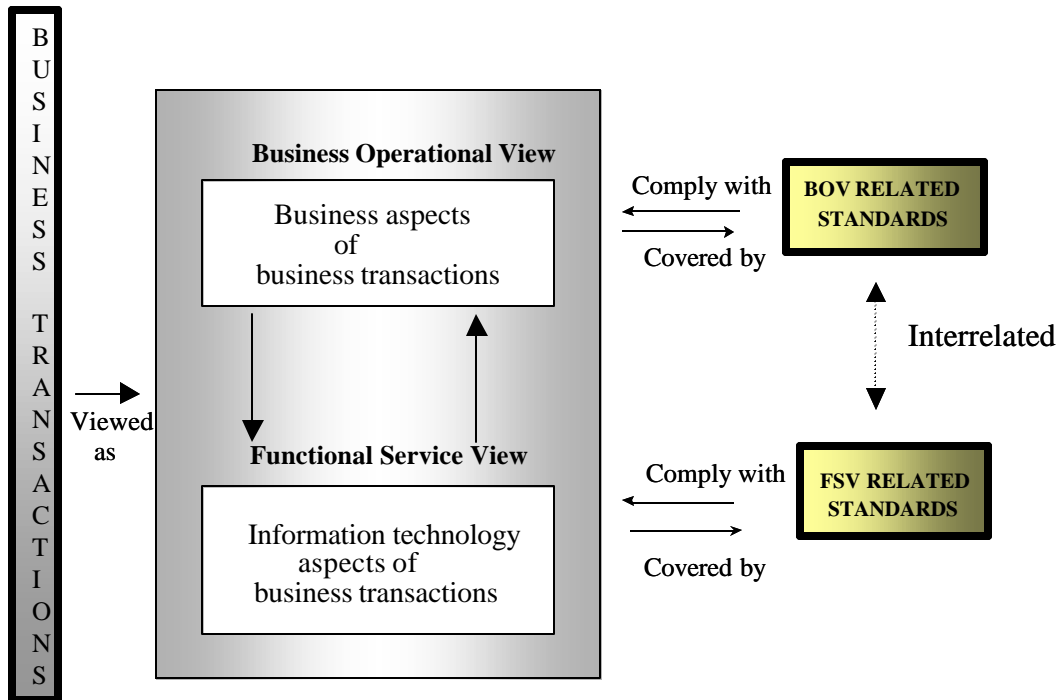 BUSINESS TRANSACTIONS
Viewed
as
Business Operational View
Business aspects
of
business transactions
Functional Service View
Information technology
aspects of
business transactions
Comply with
Covered by
BOV RELATED
STANDARDS
Interrelated
Comply with
Covered by
FSV RELATED
STANDARDS